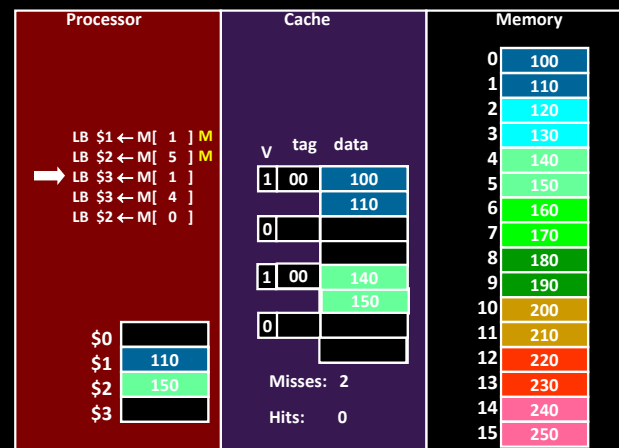 Processor
LB $1 ← M[ 1 ] M
LB $2 ← M[ 5 ] M
LB $3 ← M[ 1 ]
LB $3 ← M[ 4 ]
LB $2 ← M[ 0 ]
$0
$1 110
$2 150
$3
Cache
V tag data
1 00 100
110
0
1 00 140
150
0
Misses: 2
Hits: 0
Memory
0 100
1 110
2 120
3 130
4 140
5 150
6 160
7 170
8 180
9 190
10 200
11 210
12 220
13 230
14 240
15 250